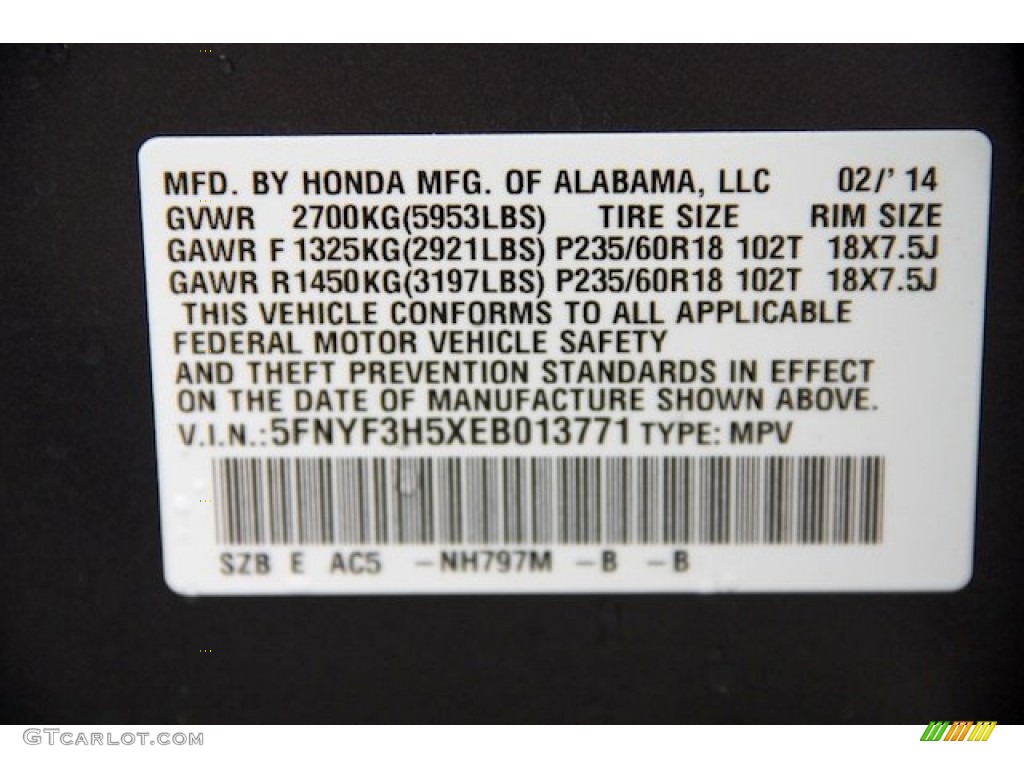 MFD. BY HONDA MFG. OF ALABAMA, LLC 02/' 14
GVWR 2700KG(5953LBS) TIRE SIZE RIM SIZE
GAWR F 1325KG(2921LBS) P235/60R18 102T 18X7.5J
GAWR R1450KG(3197LBS) P235/60R18 102T 18X7.5J
THIS VEHICLE CONFORMS TO ALL APPLICABLE
FEDERAL MOTOR VEHICLE SAFETY
AND THEFT PREVENTION STANDARDS IN EFFECT
ON THE DATE OF MANUFACTURE SHOWN ABOVE.
V.I.N.:5FNYF3H5XEB013771 TYPE: MPV
SZB E AC5 -NH797M -B -B
GTCARLOT.COM